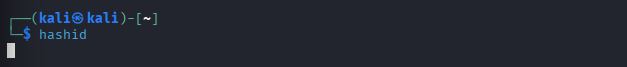 ┌──(kali㉿kali)-[~]
└─$ hashid